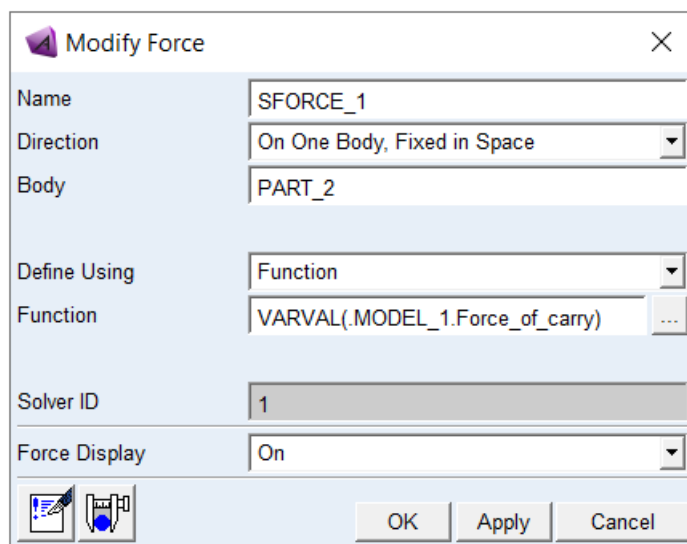 Modify Force
Name SFORCE_1
Direction On One Body, Fixed in Space
Body PART_2
Define Using Function
Function VARVAL(.MODEL_1.Force_of_carry) ...
Solver ID 1
Force Display On
OK Apply Cancel